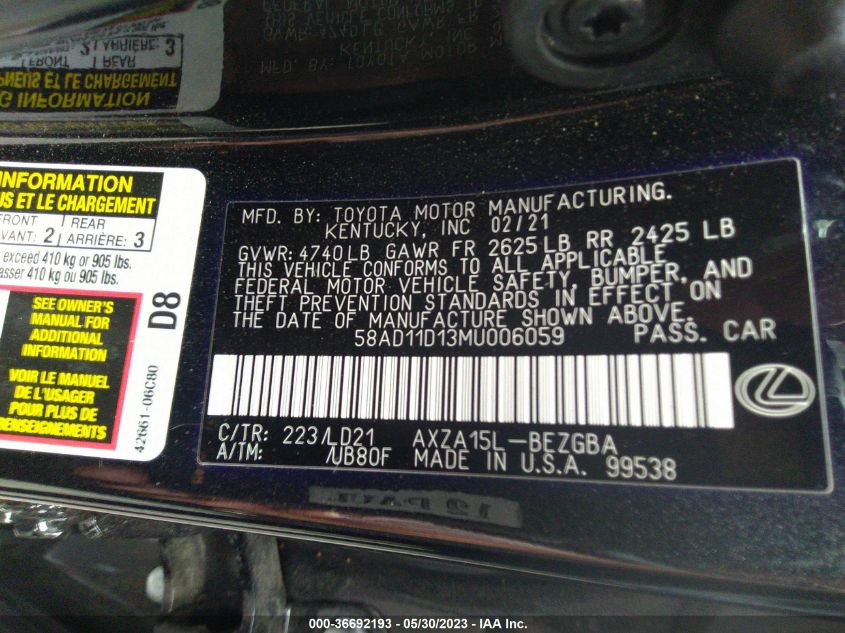 MFD. BY: TOYOTA MOTOR MANUFACTURING.
KENTUCKY, INC 02/21
GVWR: 4740LB GAWR FR 2625LB RR 2425 LB
THIS VEHICLE CONFORMS TO ALL APPLICABLE
FEDERAL MOTOR VEHICLE SAFETY, BUMPER, AND
THEFT PREVENTION STANDARDS IN EFFECT ON
THE DATE OF MANUFACTURE SHOWN ABOVE.
58AD11D13MU006059 PASS. CAR
C/TR: 223/LD21 AXZA15L-BEZGBA
A/TM: /UB80F MADE IN U.S.A. 99538
INFORMATION
US ET LE CHARGEMENT
FRONT
VANT: 2
REAR
ARRIÈRE: 3
exceed 410 kg or 905 lbs.
asser 410 kg ou 905 lbs.
SEE OWNER'S
MANUAL FOR
ADDITIONAL
INFORMATION
VOIR LE MANUEL
DE L'USAGER
POUR PLUS DE
RENSEIGNEMENTS
D8
42661-06C80
000-36692193 - 05/30/2023 - IAA Inc.